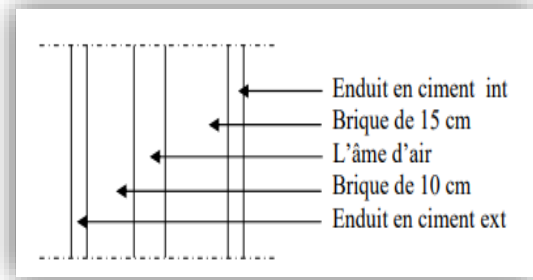 Enduit en ciment int
Brique de 15 cm
L'âme d'air
Brique de 10 cm
Enduit en ciment ext